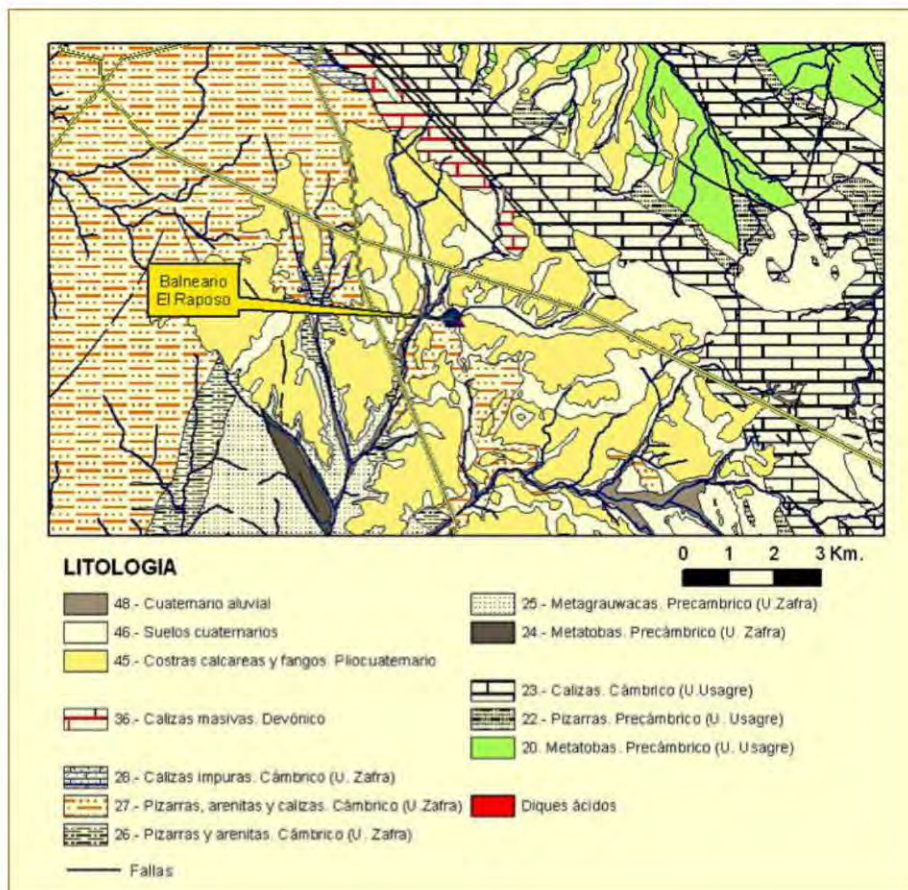 Balneario
El Raposo
LITOLOGIA
0 1 2 3 Km.
48.- Cuaternario aluvial
46.- Suelos cuaternarios
45.- Costras calcareas y fangos. Pliocuaternario
36.- Calizas masivas. Devónico
28.- Calizas impuras. Cámbrico (U. Zafra)
27.- Pizarras, arenitas y calizas. Cámbrico (U.Zafra)
26.- Pizarras y arenitas. Cámbrico (U. Zafra)
Fallas
25.- Metagrauwacas. Precambrico (U.Zafra)
24.- Metatobas. Precámbrico (U. Zafra)
23.- Calizas. Cámbrico (U.Usagre)
22.- Pizarras. Precámbrico (U. Usagre)
20. Metatobas. Precámbrico (U. Usagre)
Diques ácidos